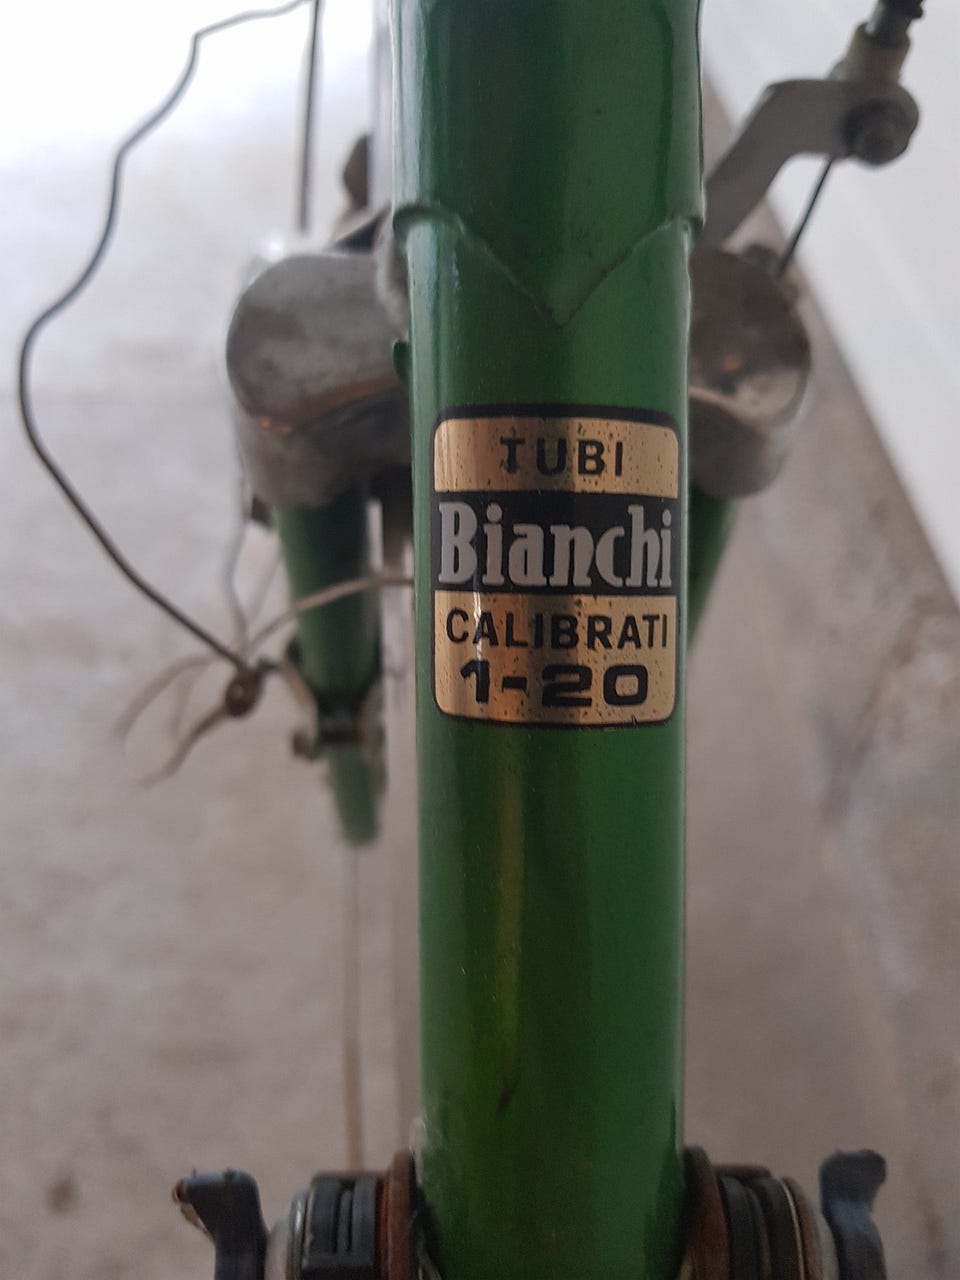 TUBI
Bianchi
CALIBRATI
1-20